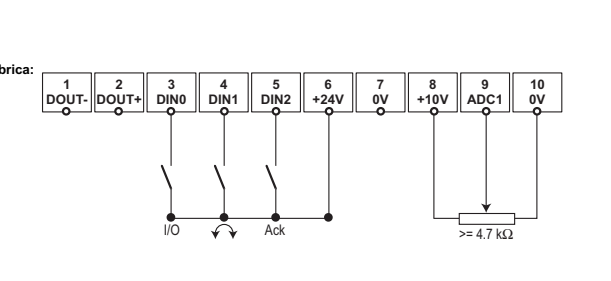 brica:
1 2 3 4 5 6 7 8 9 10
DOUT- DOUT+ DIN0 DIN1 DIN2 +24V 0V +10V ADC1 0V
I/O Ack
>= 4.7 kΩ